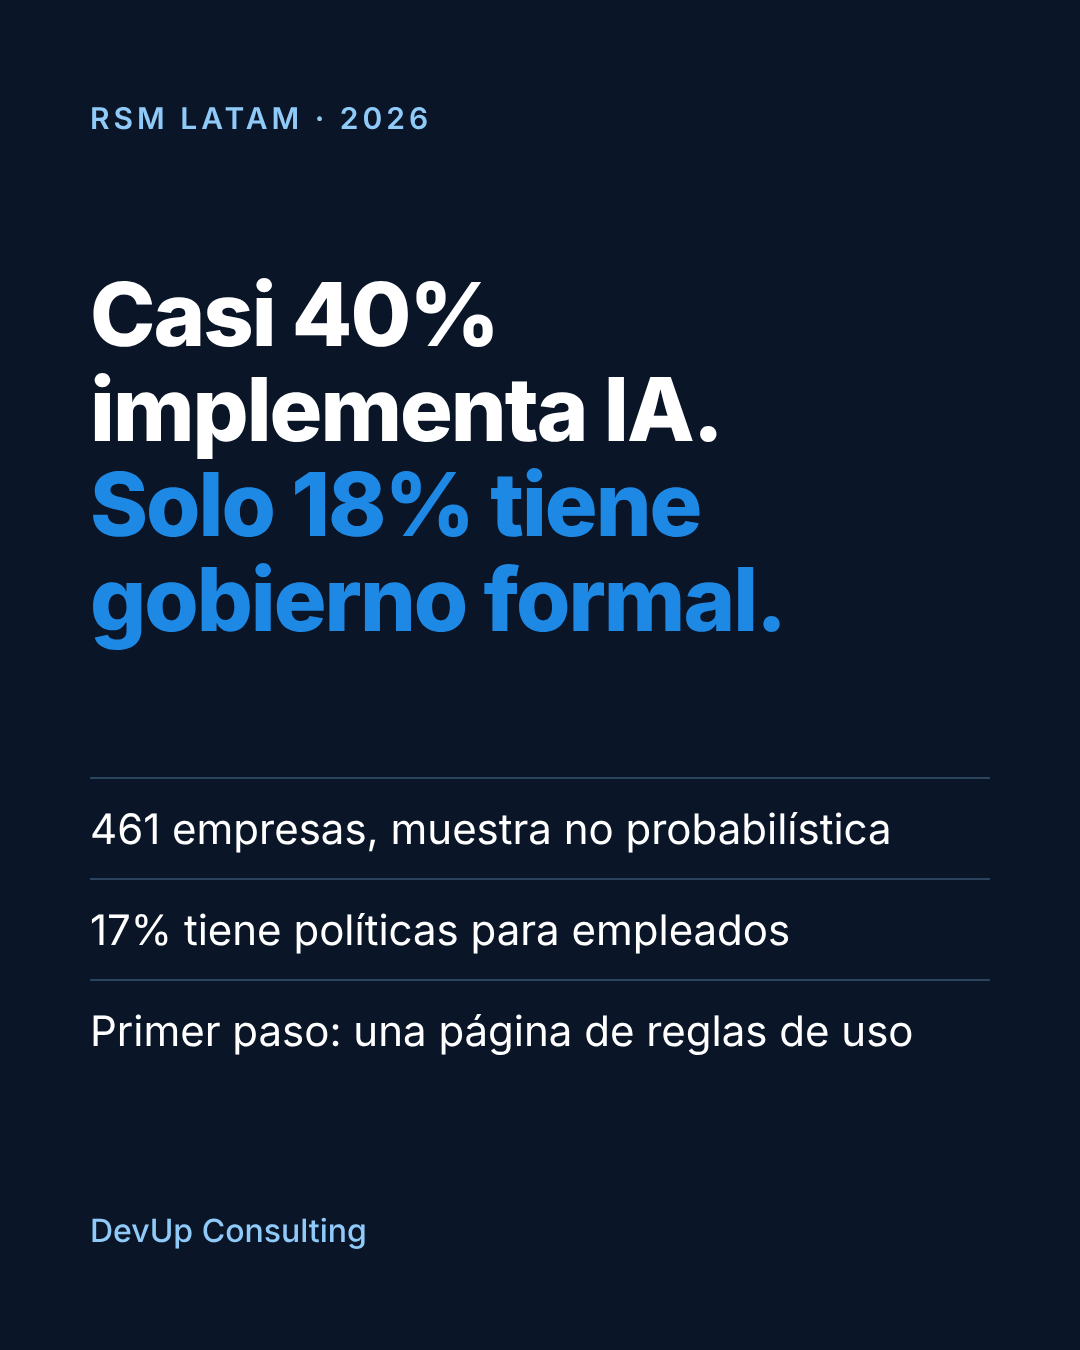 RSM LATAM · 2026
Casi 40%
implementa IA.
Solo 18% tiene
gobierno formal.
461 empresas, muestra no probabilística
17% tiene políticas para empleados
Primer paso: una página de reglas de uso
DevUp Consulting